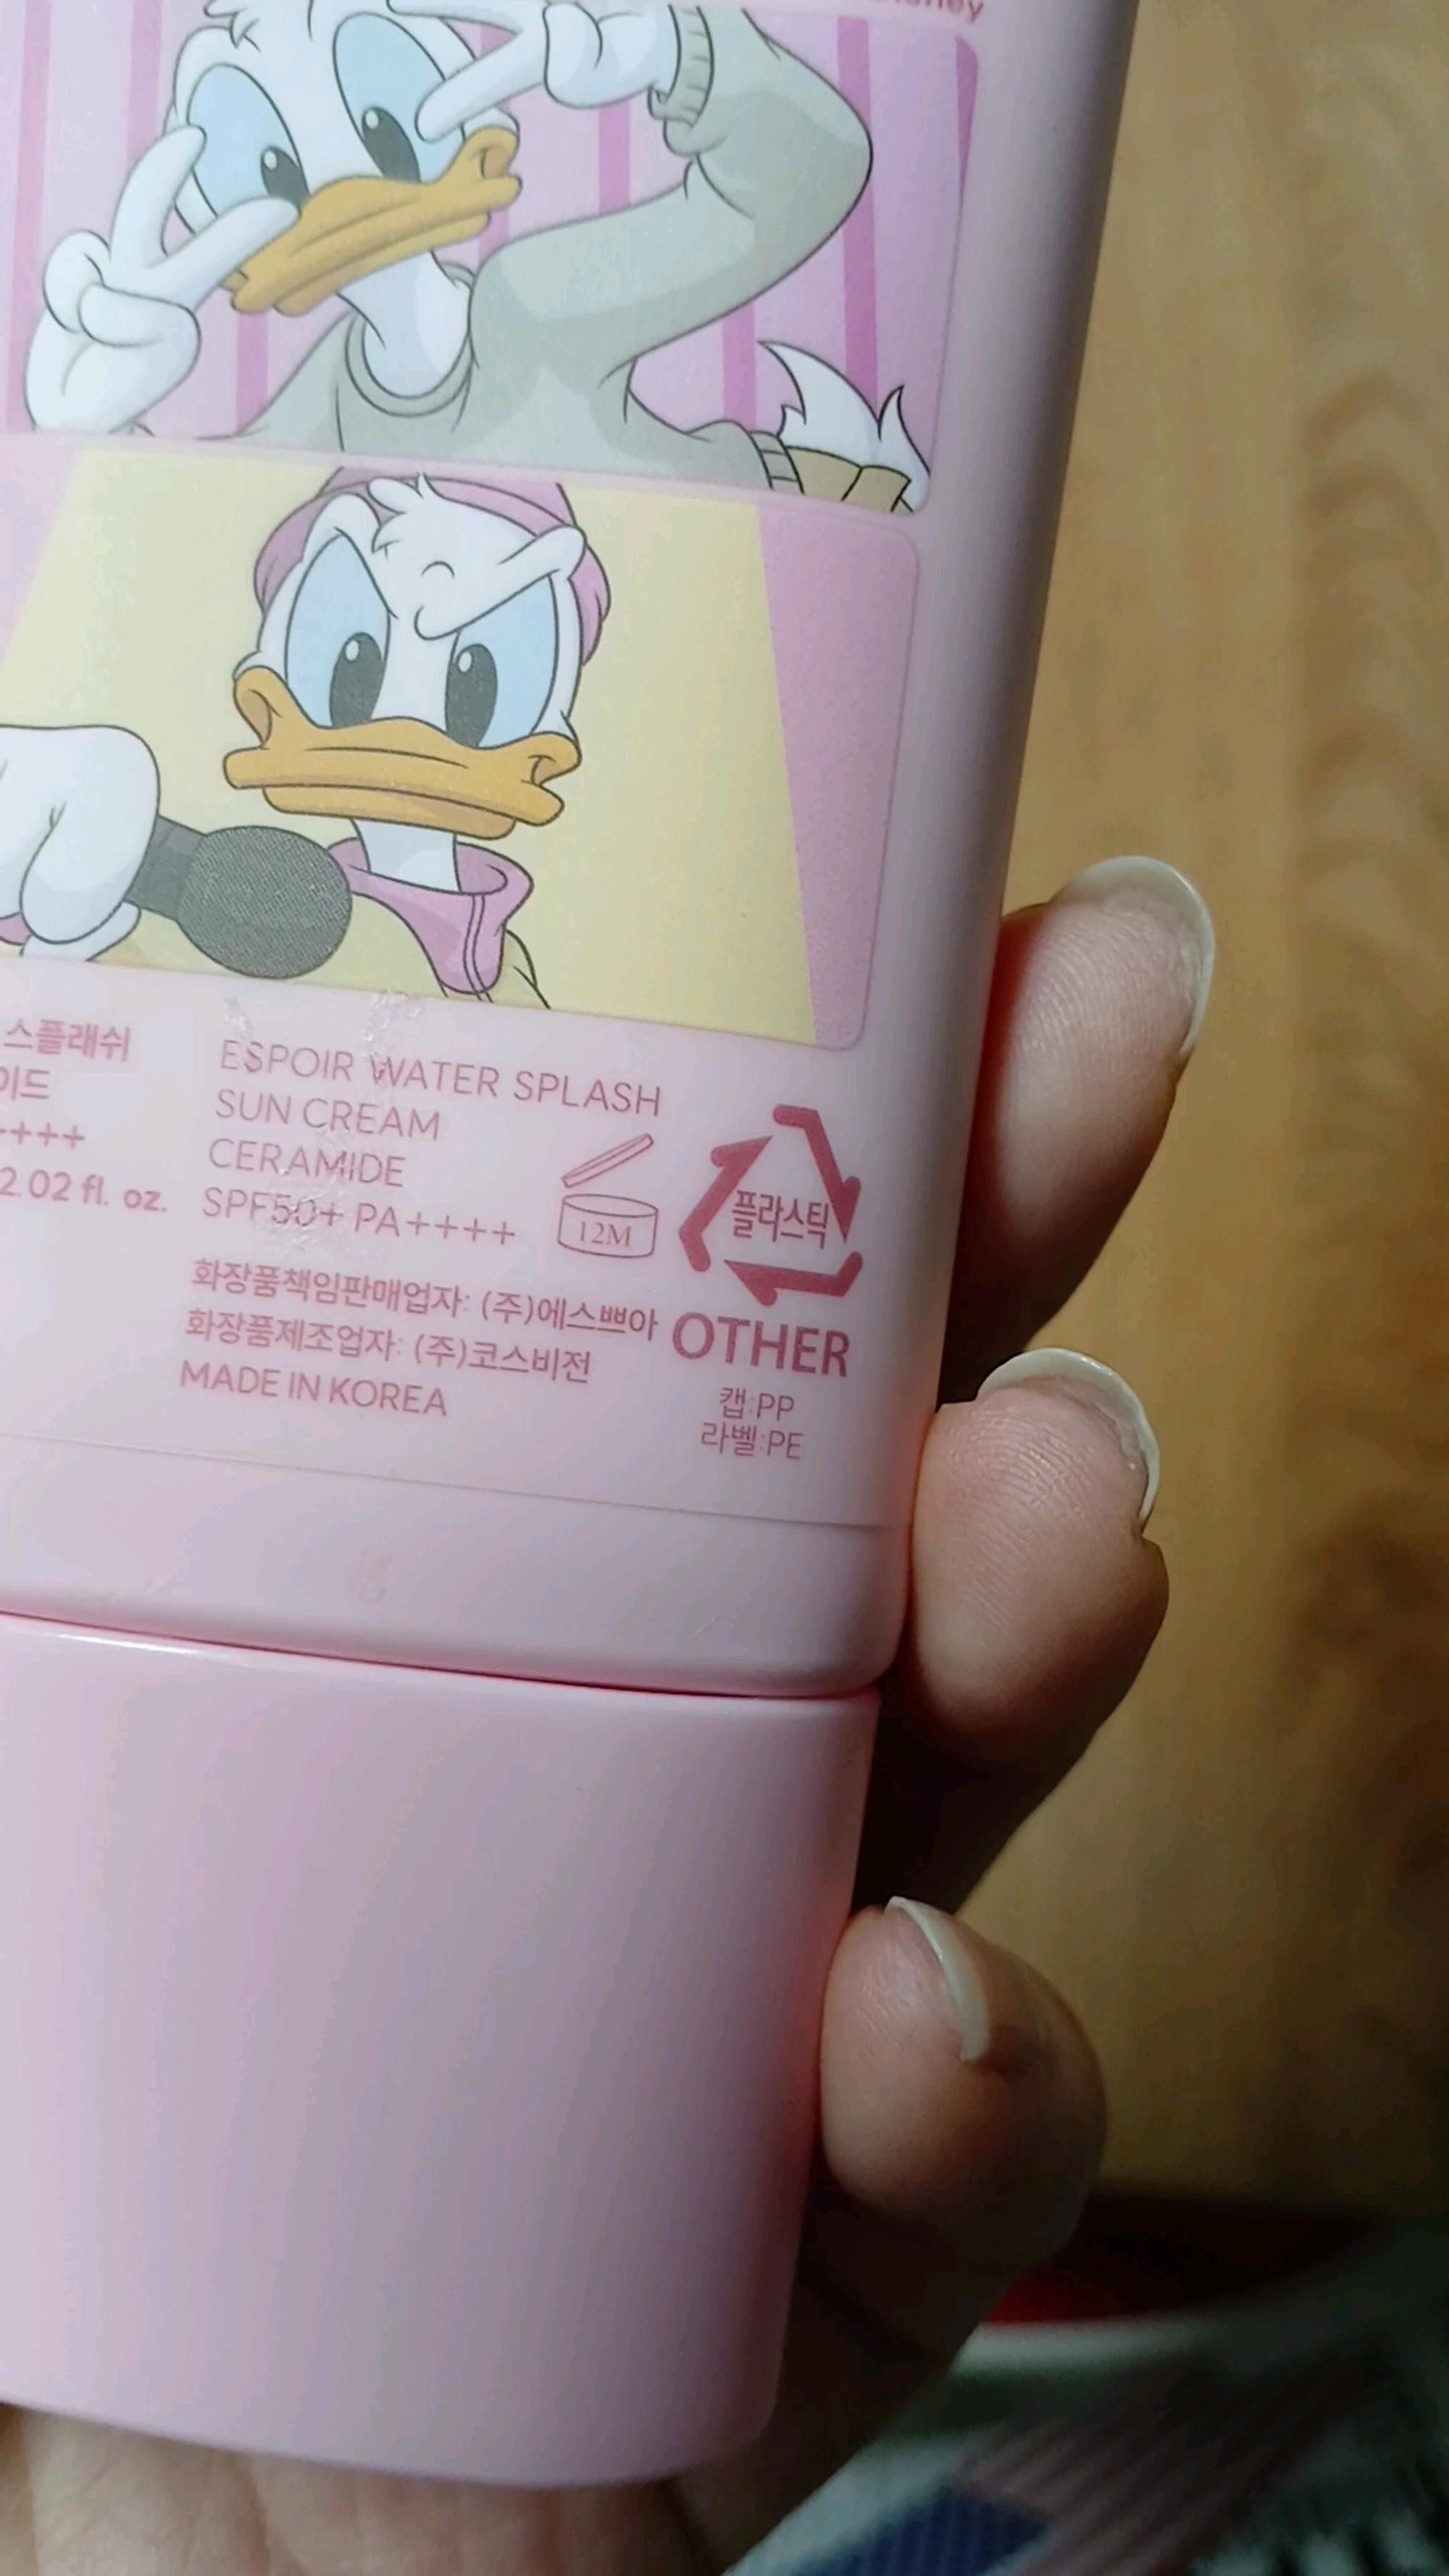 스플래쉬
++++
2.02 fl. oz.
ESPOIR WATER SPLASH
SUN CREAM
CERAMIDE
SPF50+ PA++++
12M
플라스틱
화장품책임판매업자: (주)에스쁘아
화장품제조업자: (주)코스비전
MADE IN KOREA
OTHER
캡:PP
라벨:PE